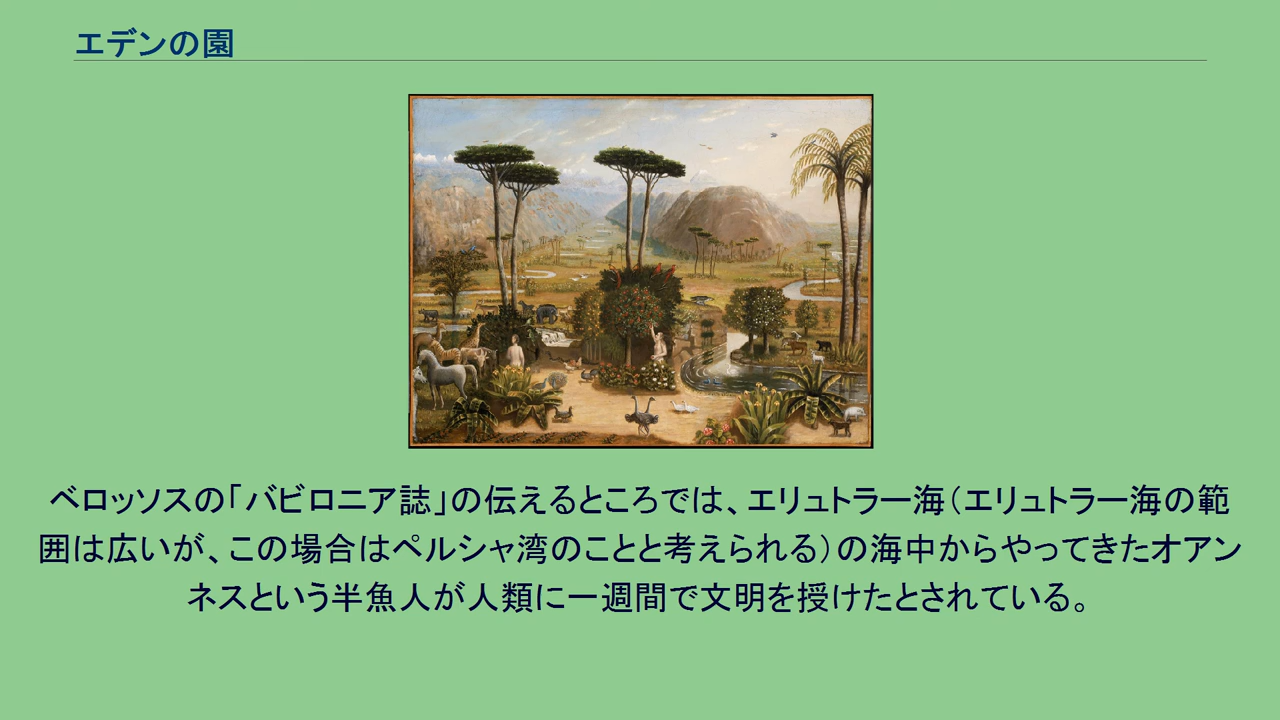 エデンの園
ベロッソスの「バビロニア誌」の伝えるところでは、エリュトラー海（エリュトラー海の範
囲は広いが、この場合はペルシャ湾のことと考えられる）の海中からやってきたオアン
ネスという半魚人が人類に一週間で文明を授けたとされている。